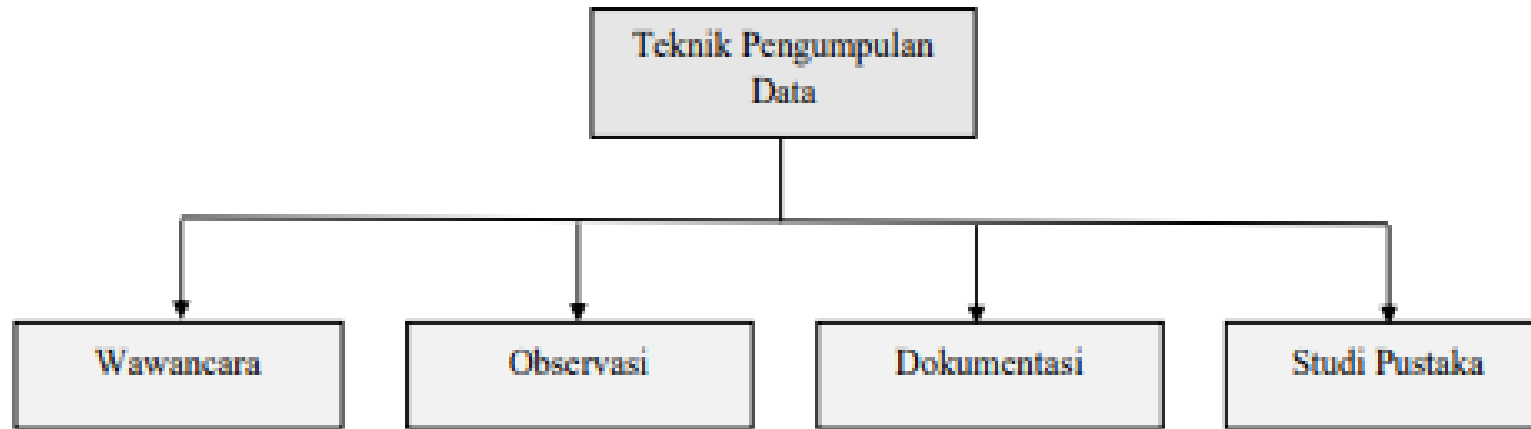 Teknik Pengumpulan
Data
Wawancara
Observasi
Dokumentasi
Studi Pustaka